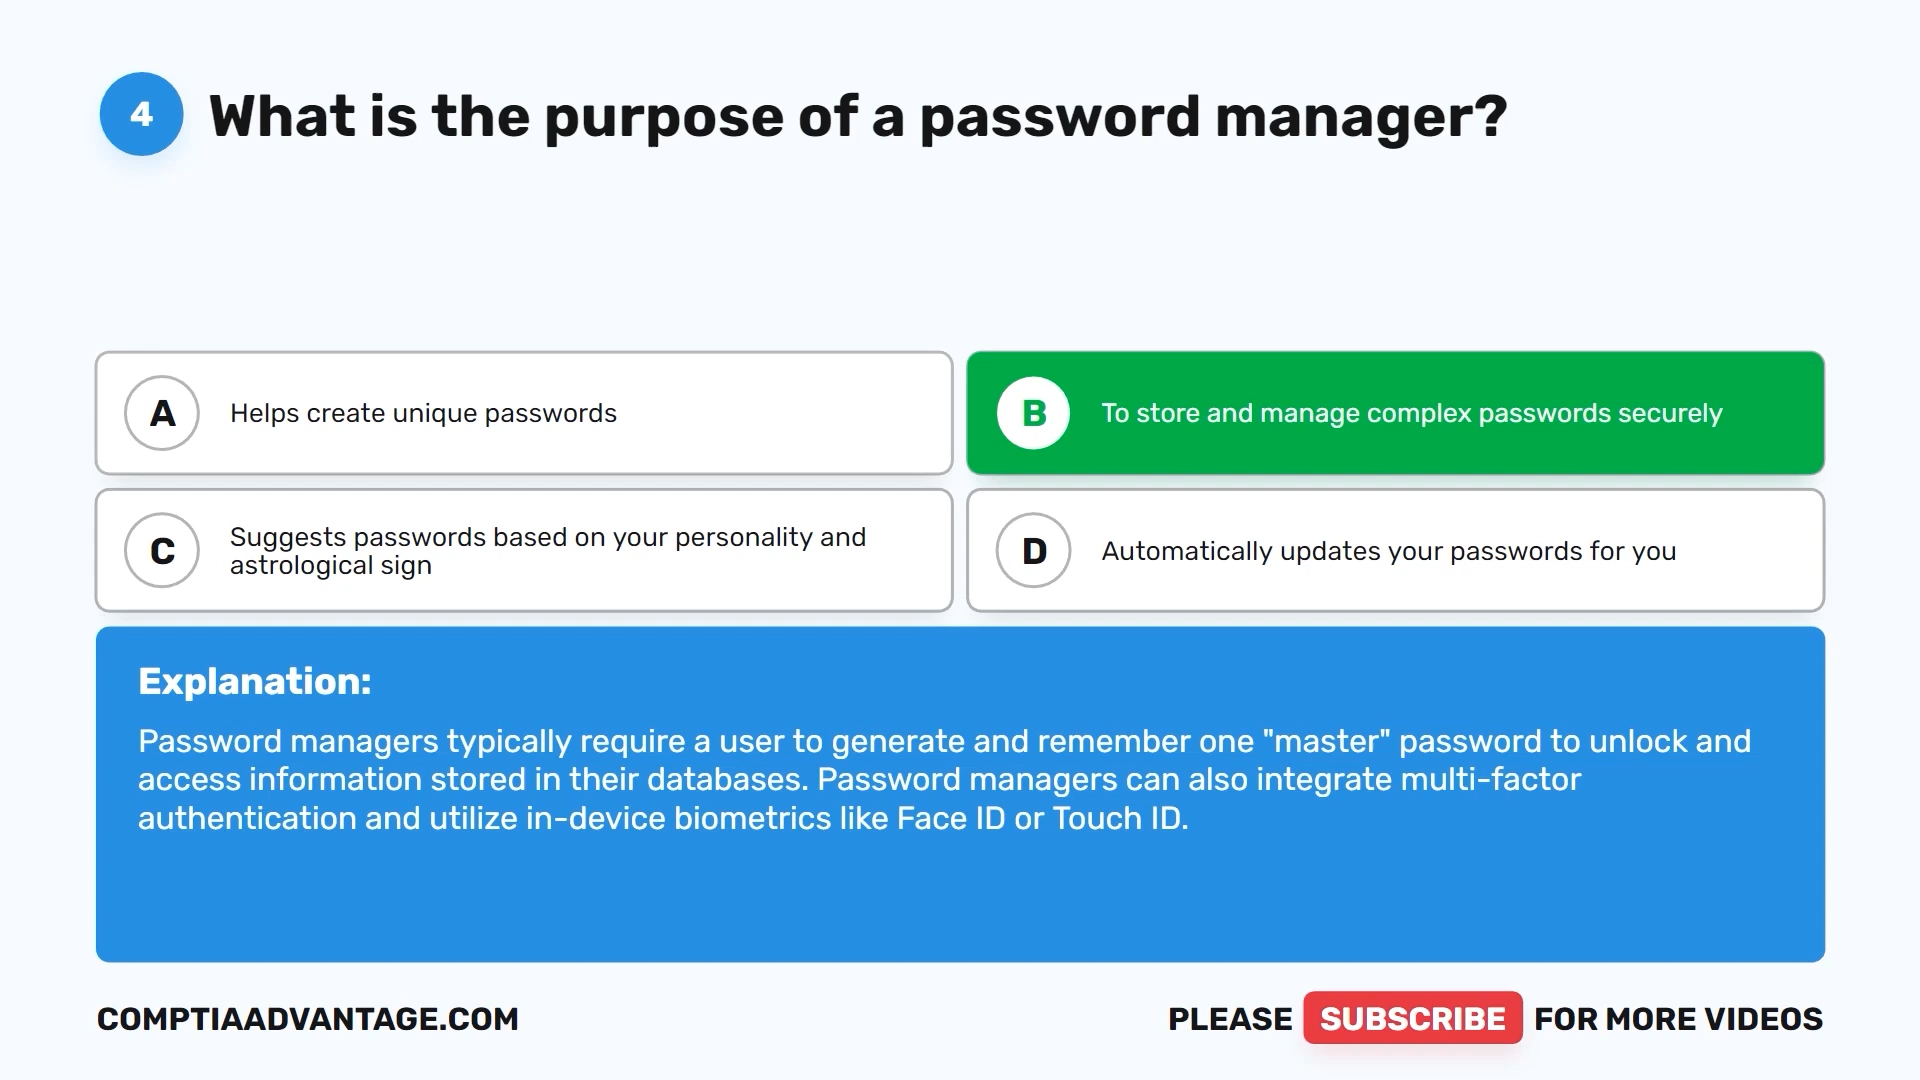 4
What is the purpose of a password manager?
A
Helps create unique passwords
B
To store and manage complex passwords securely
C
Suggests passwords based on your personality and
astrological sign
D
Automatically updates your passwords for you
Explanation:
Password managers typically require a user to generate and remember one "master" password to unlock and
access information stored in their databases. Password managers can also integrate multi-factor
authentication and utilize in-device biometrics like Face ID or Touch ID.
COMPTIAADVANTAGE.COM
PLEASE SUBSCRIBE FOR MORE VIDEOS